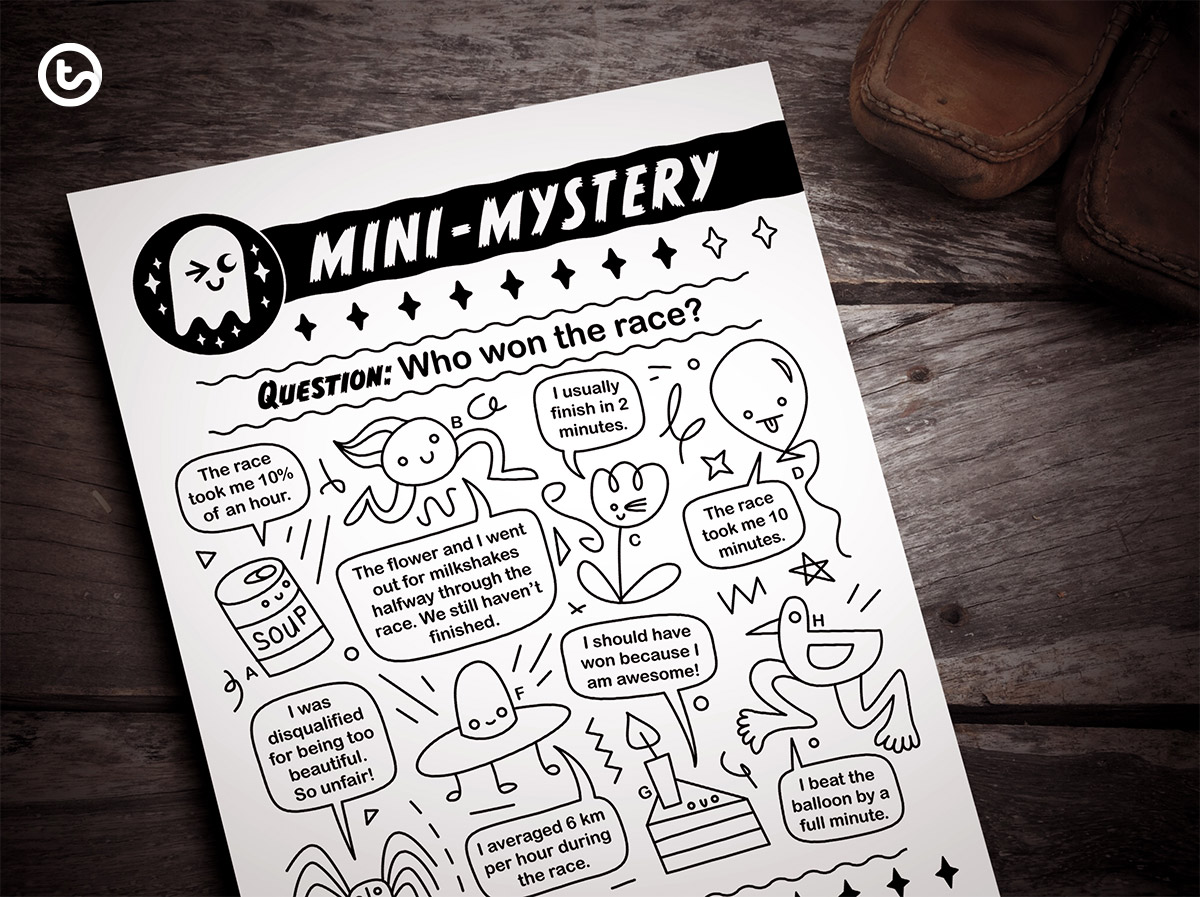 t
MINI-MYSTERY
QUESTION: Who won the race?
The race
took me 10%
of an hour.
B
I usually
finish in 2
minutes.
D
The race
took me 10
minutes.
The flower and I went
out for milkshakes
halfway through the
race. We still haven't
finished.
C
SOUP
A
I should have
won because I
am awesome!
H
I was
disqualified
for being too
beautiful.
So unfair!
F
G
I averaged 6 km
per hour during
the race.
I beat the
balloon by a
full minute.